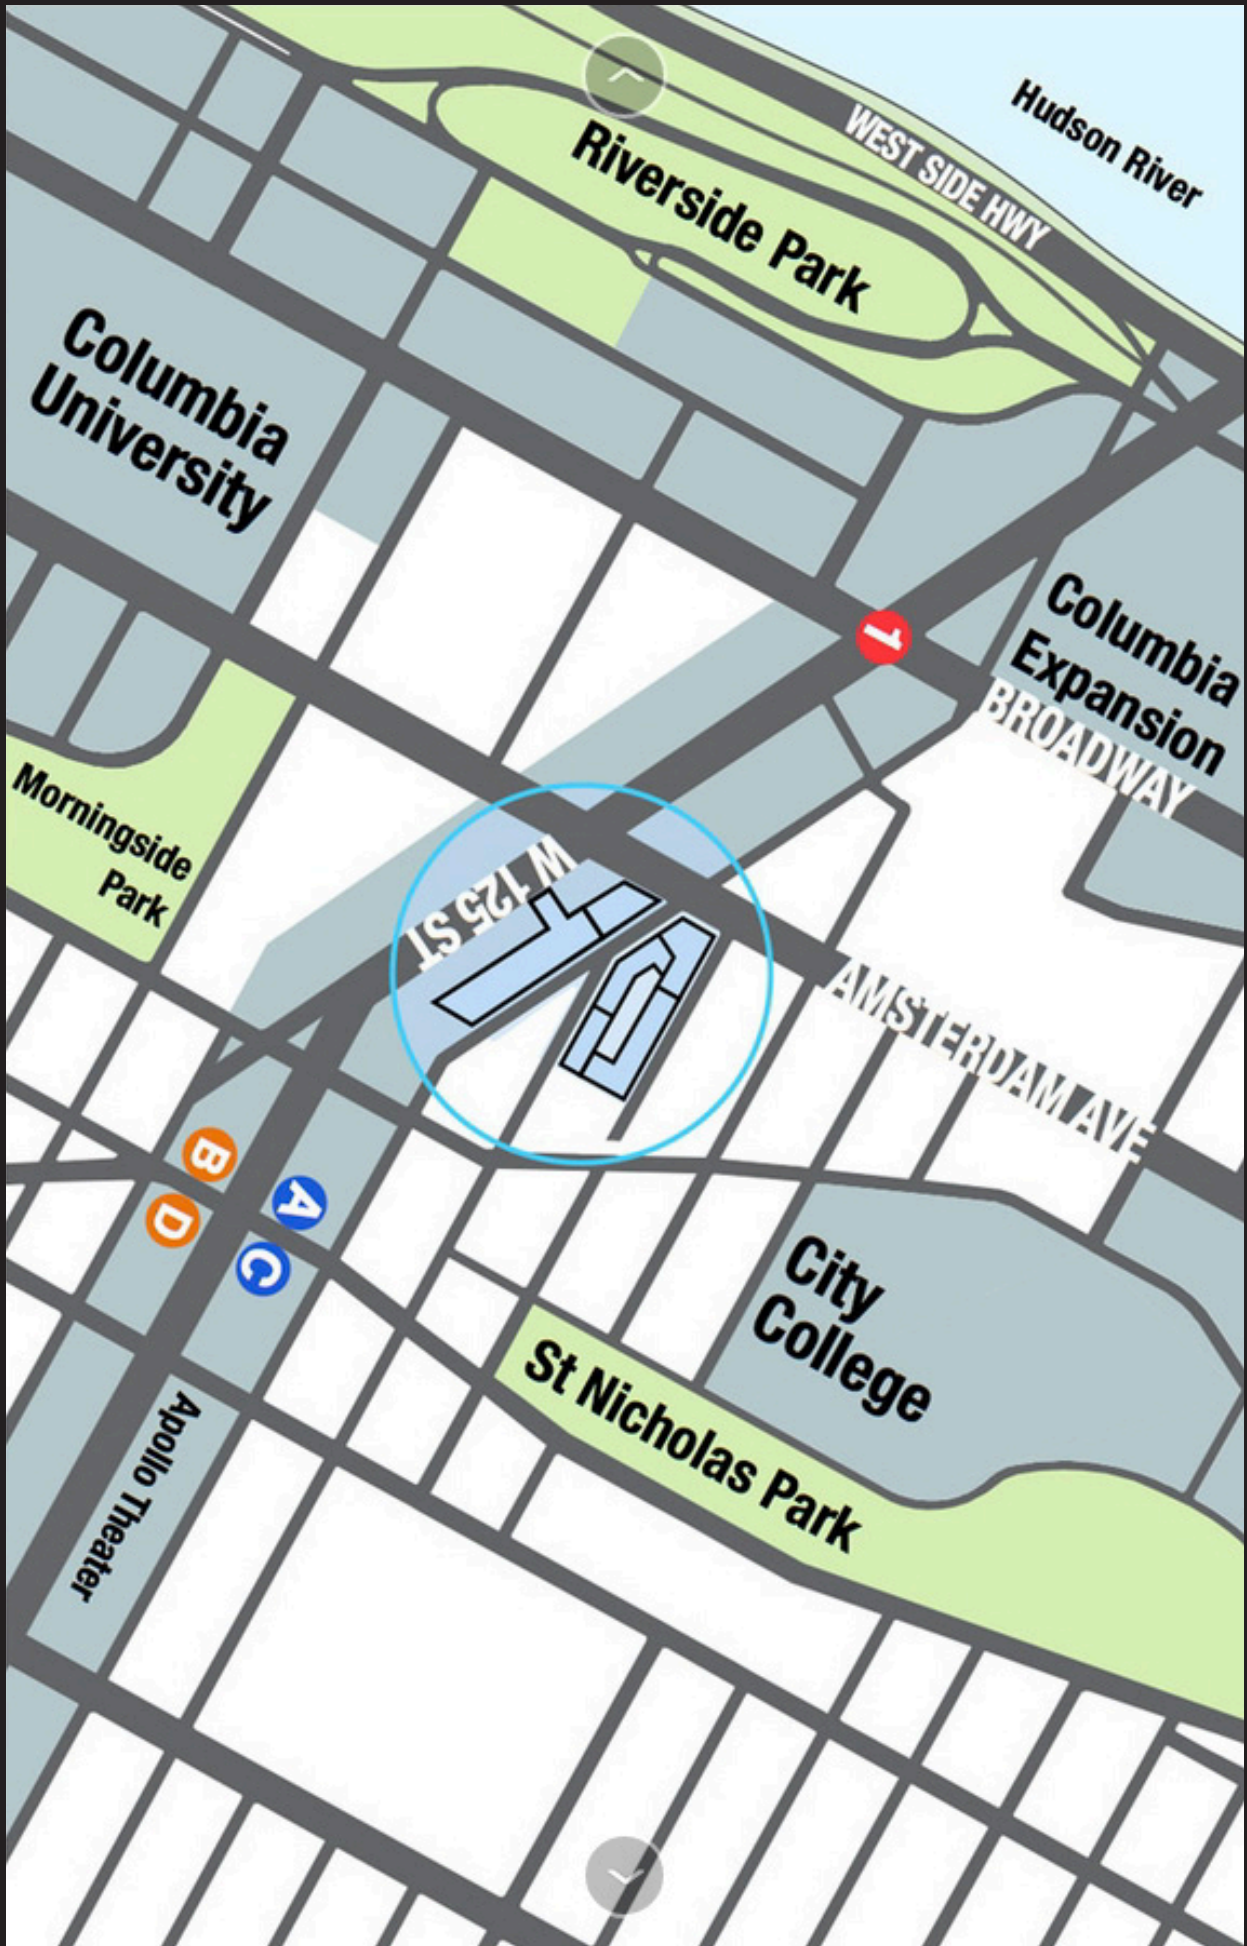 Hudson River
WEST SIDE HWY
Riverside Park
Columbia
University
1
Columbia
Expansion
BROADWAY
Morningside
Park
W 125 ST
AMSTERDAM AVE
B
A
D
C
City
College
St Nicholas Park
Apollo Theater